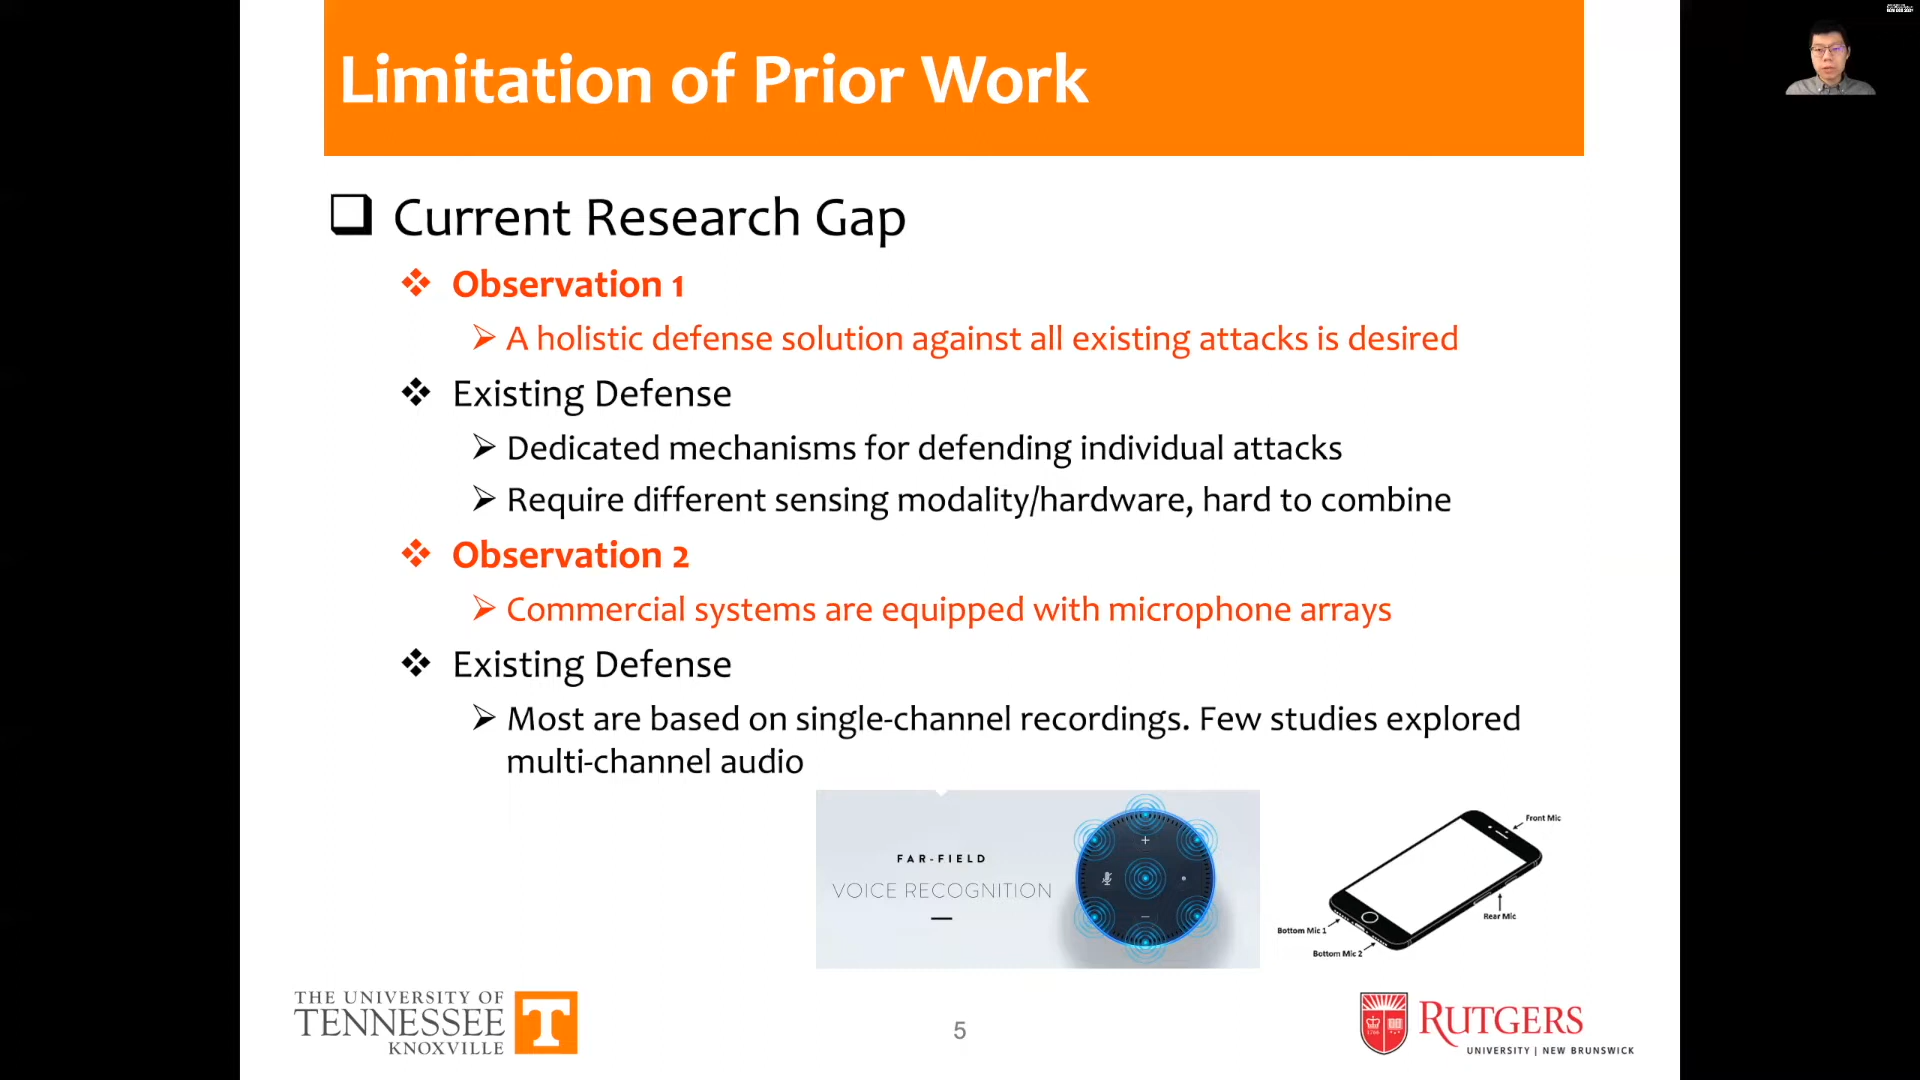 Limitation of Prior Work
Current Research Gap
Observation 1
A holistic defense solution against all existing attacks is desired
Existing Defense
Dedicated mechanisms for defending individual attacks
Require different sensing modality/hardware, hard to combine
Observation 2
Commercial systems are equipped with microphone arrays
Existing Defense
Most are based on single-channel recordings. Few studies explored
multi-channel audio
FAR-FIELD
VOICE RECOGNITION
Front Mic
Rear Mic
Bottom Mic 1
Bottom Mic 2
THE UNIVERSITY OF
TENNESSEE
KNOXVILLE
T
5
RUTGERS
UNIVERSITY | NEW BRUNSWICK